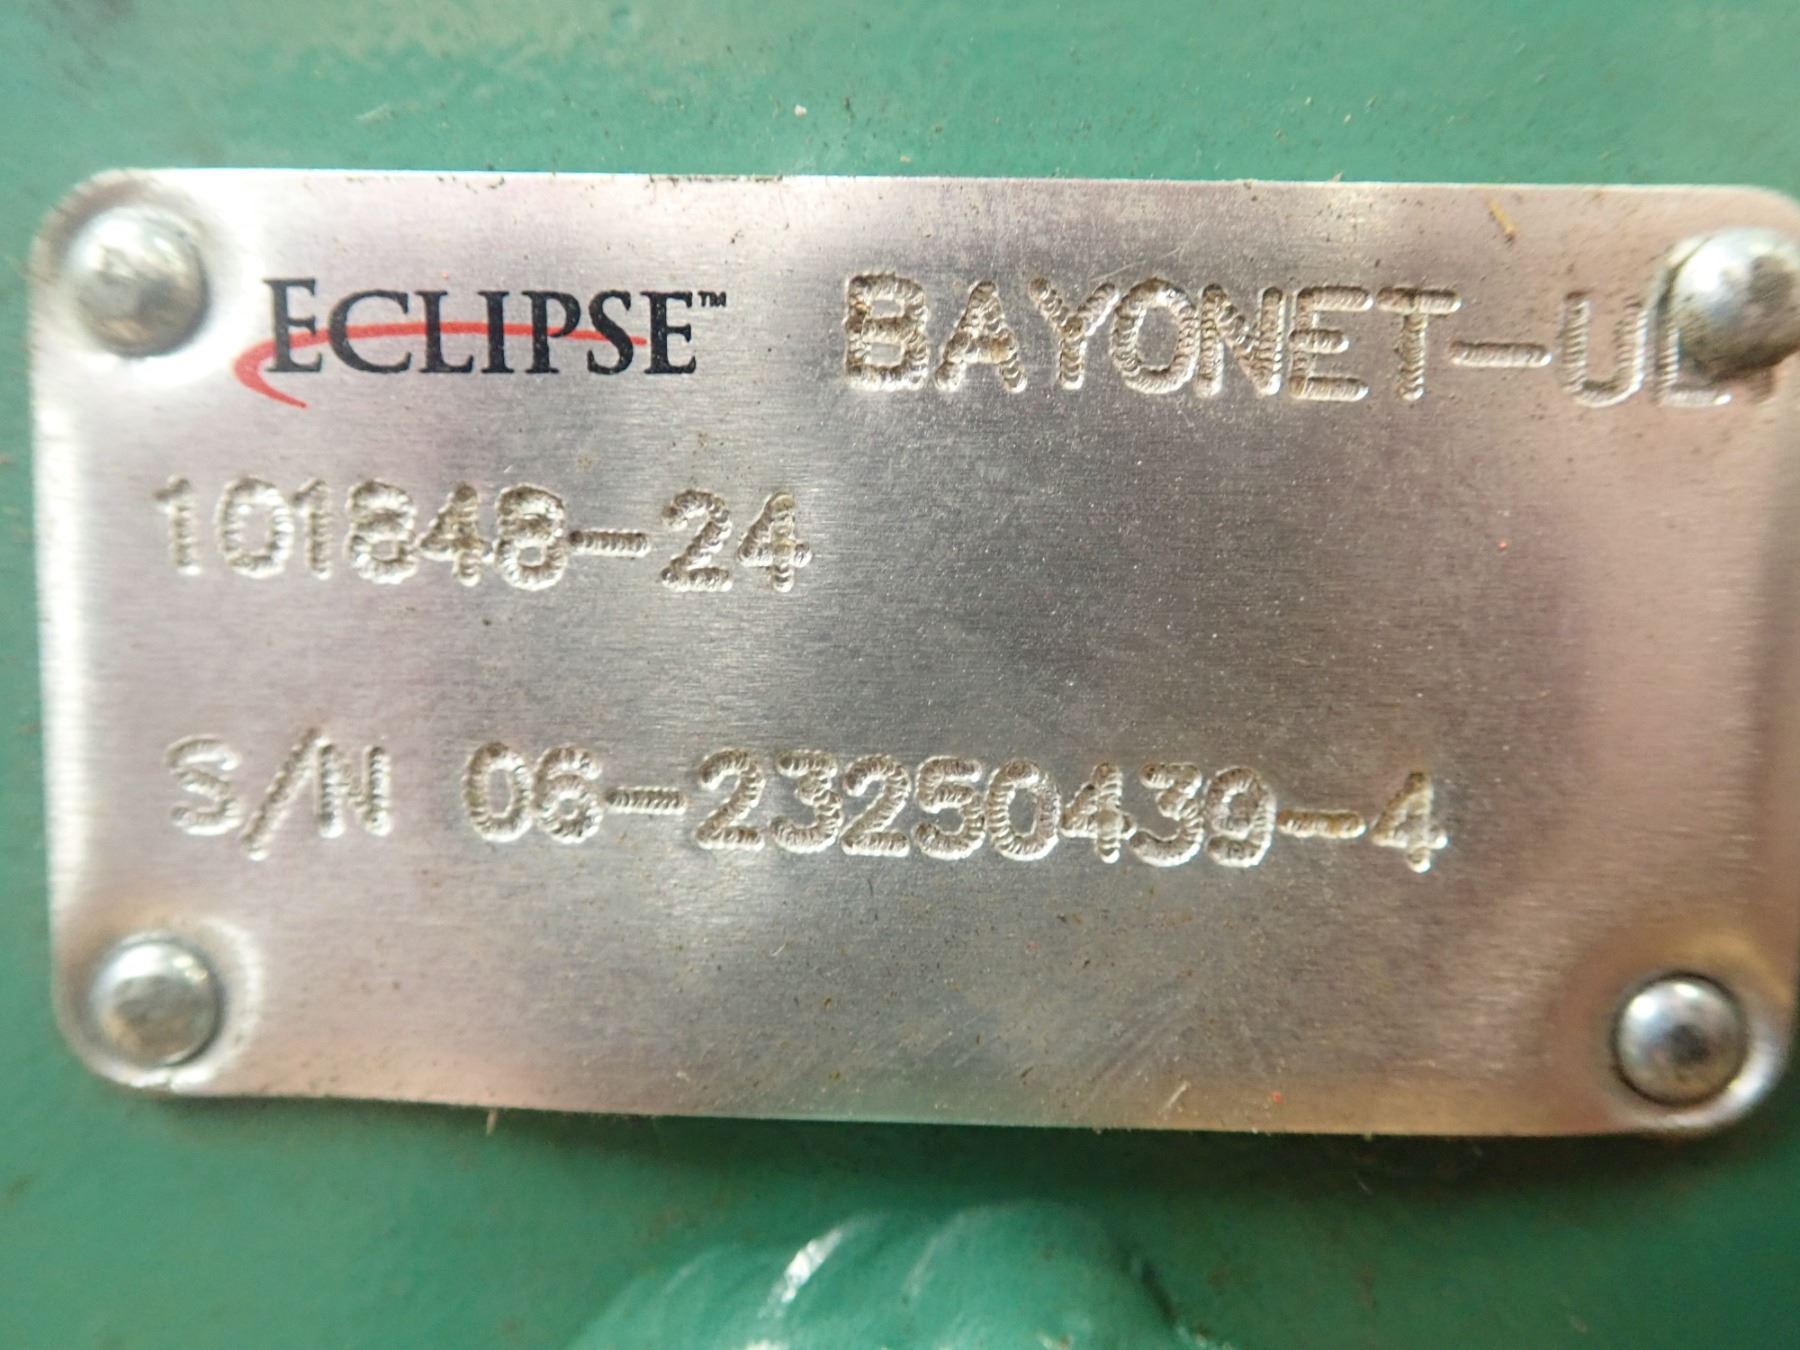 ECLIPSE™ BAYONET-UL
101848-24
S/N 06-23250439-4